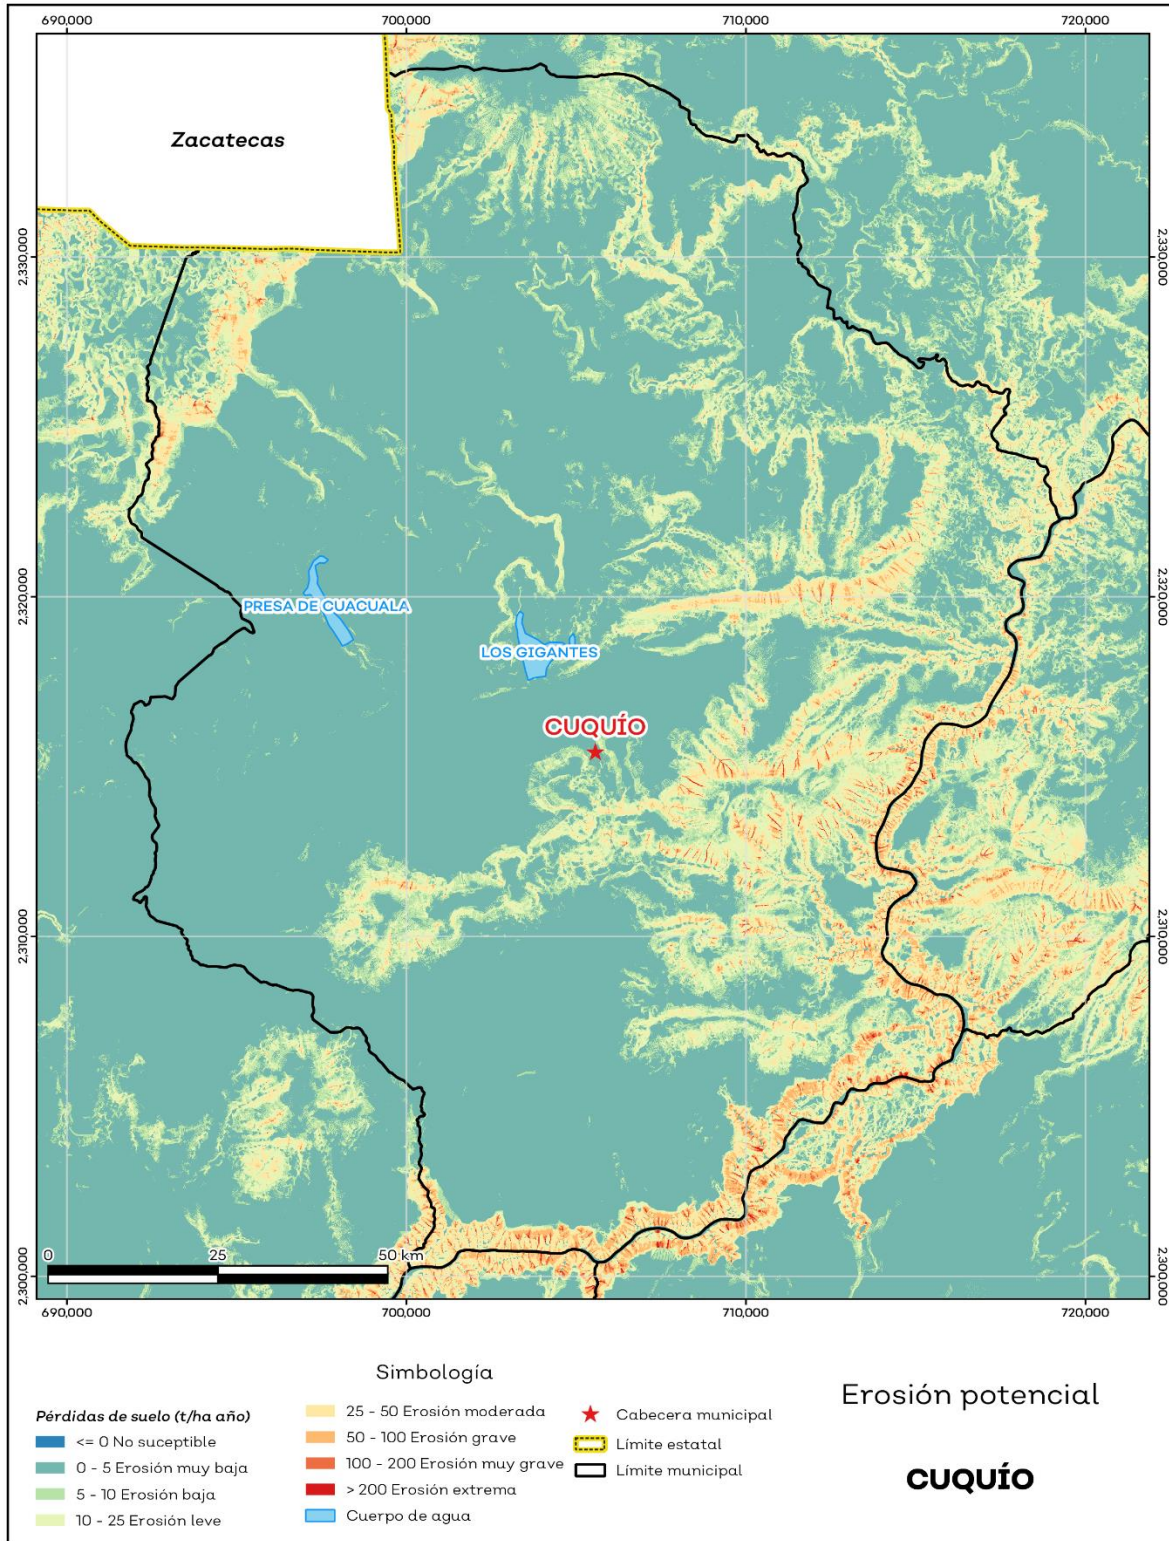 690,000
700,000
710,000
720,000
Zacatecas
2,330,000
2,330,000
2,320,000
2,320,000
PRESA DE CUACUALA
LOS GIGANTES
CUQUÍO
2,310,000
2,310,000
0
25
50 km
2,300,000
2,300,000
690,000
700,000
710,000
720,000
Simbología
Pérdidas de suelo (t/ha año)
<= 0 No suceptible
0 - 5 Erosión muy baja
5 - 10 Erosión baja
10 - 25 Erosión leve
25 - 50 Erosión moderada
50 - 100 Erosión grave
100 - 200 Erosión muy grave
> 200 Erosión extrema
Cuerpo de agua
Cabecera municipal
Límite estatal
Límite municipal
Erosión potencial
CUQUÍO